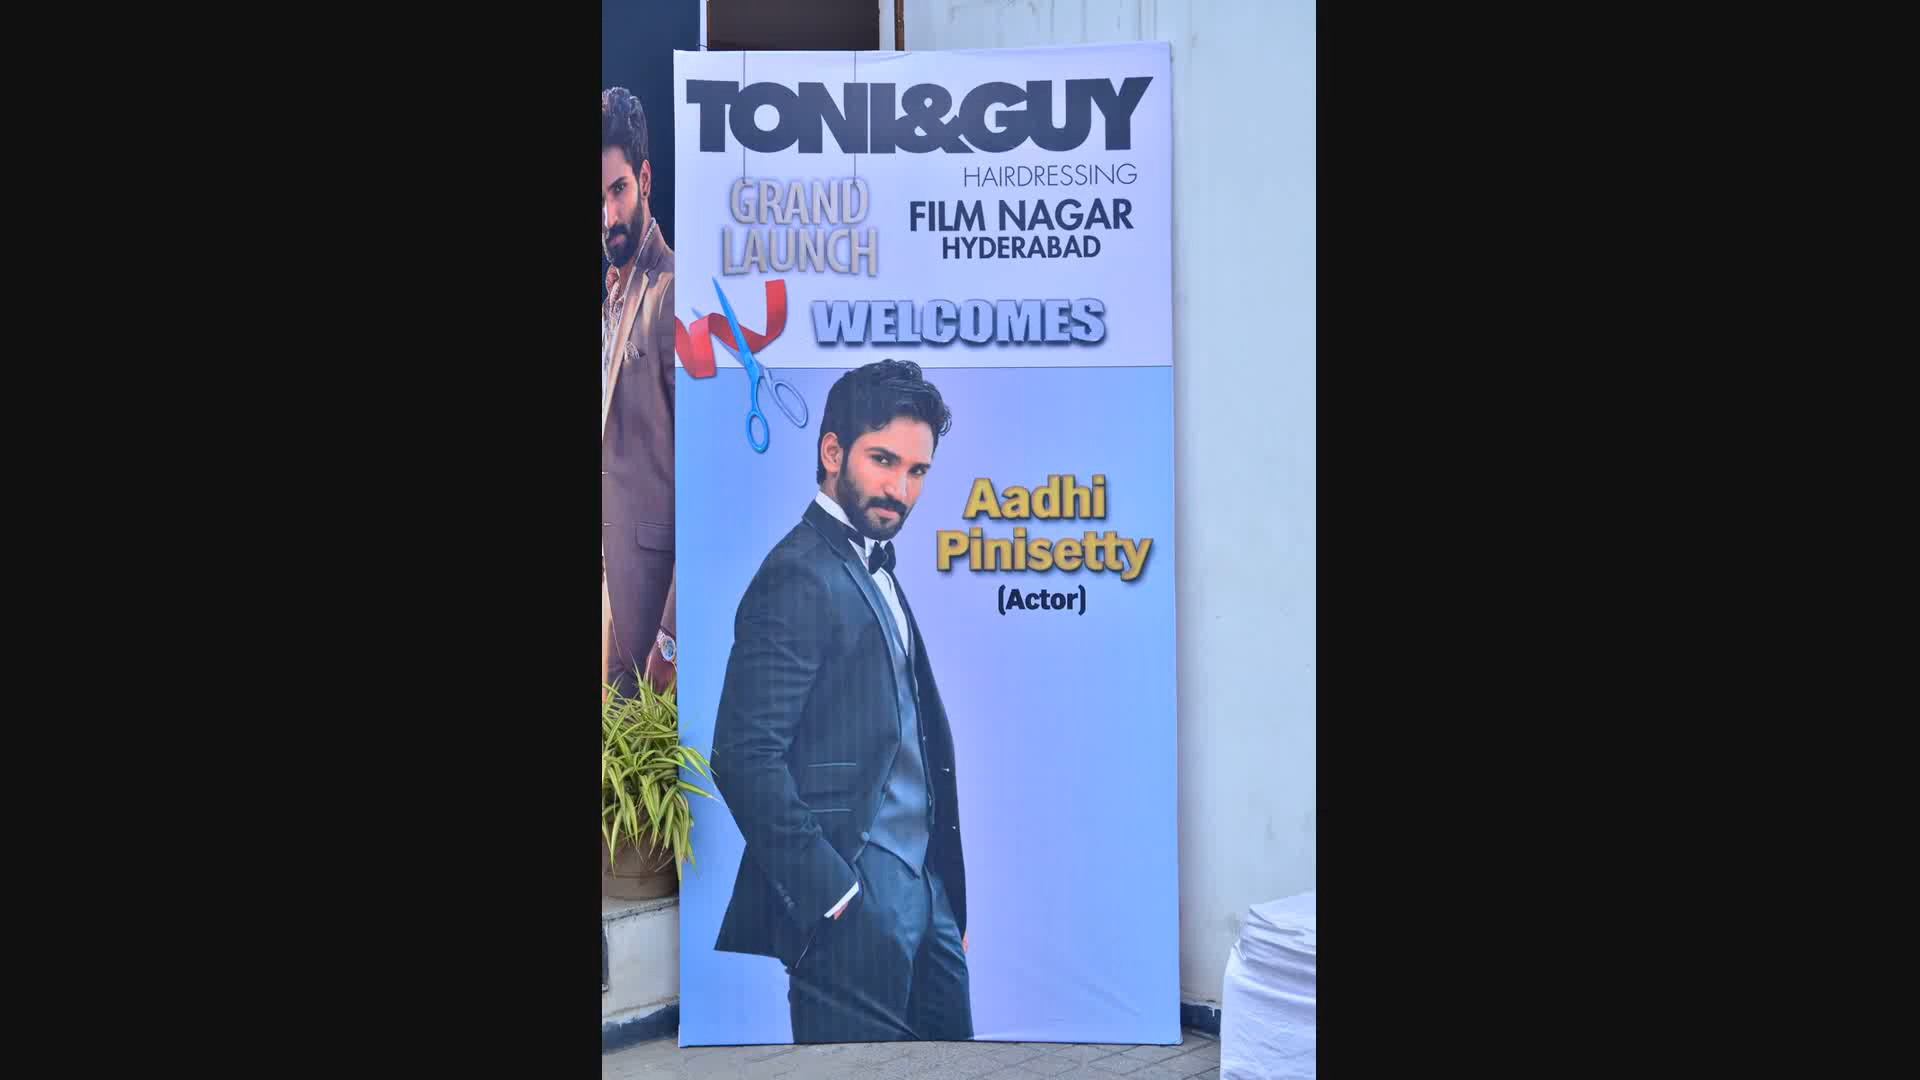 TONI&GUY
HAIRDRESSING
GRAND
LAUNCH
FILM NAGAR
HYDERABAD
WELCOMES
Aadhi
Pinisetty
(Actor)